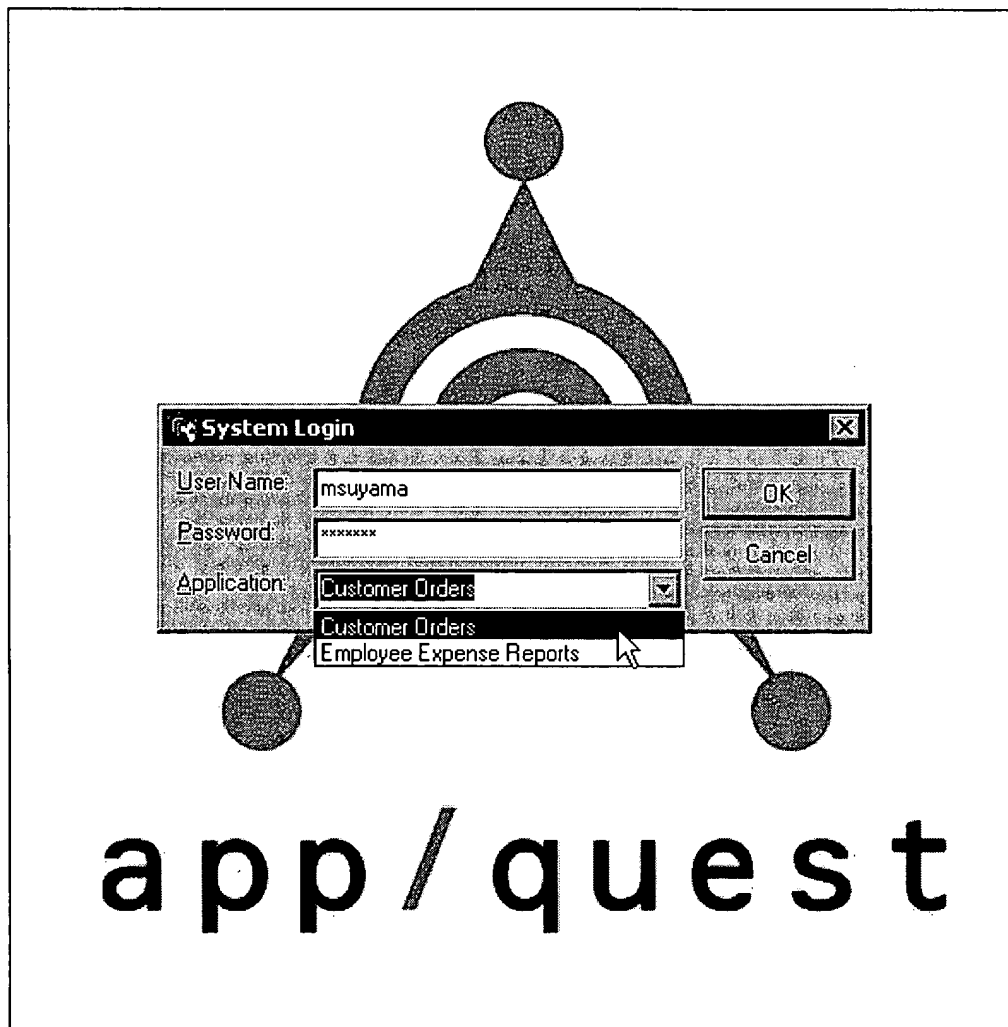 System Login
User Name: msuyama
OK
Password: *******
Cancel
Application: Customer Orders
Customer Orders
Employee Expense Reports
app/quest